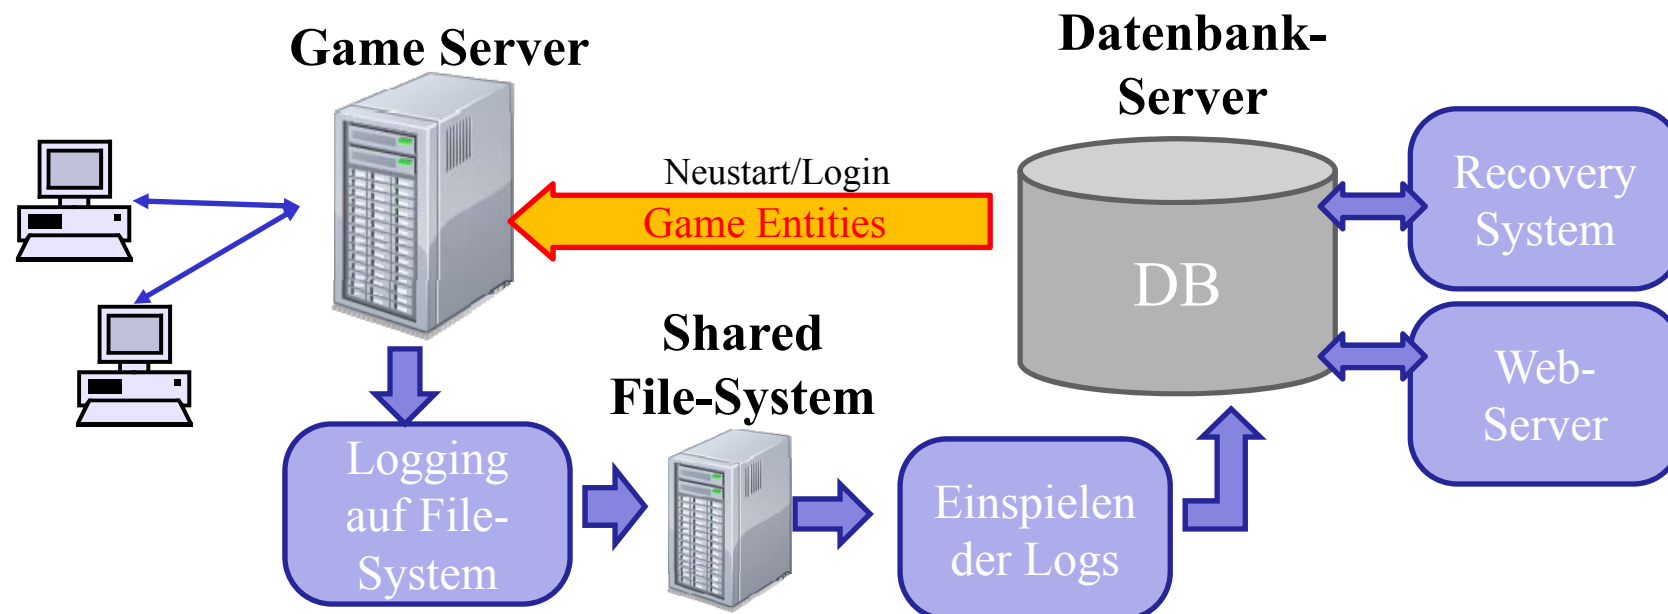 Game Server
Datenbank-
Server
Neustart/Login
Game Entities
DB
Recovery
System
Web-
Server
Shared
File-System
Logging
auf File-
System
Einspielen
der Logs